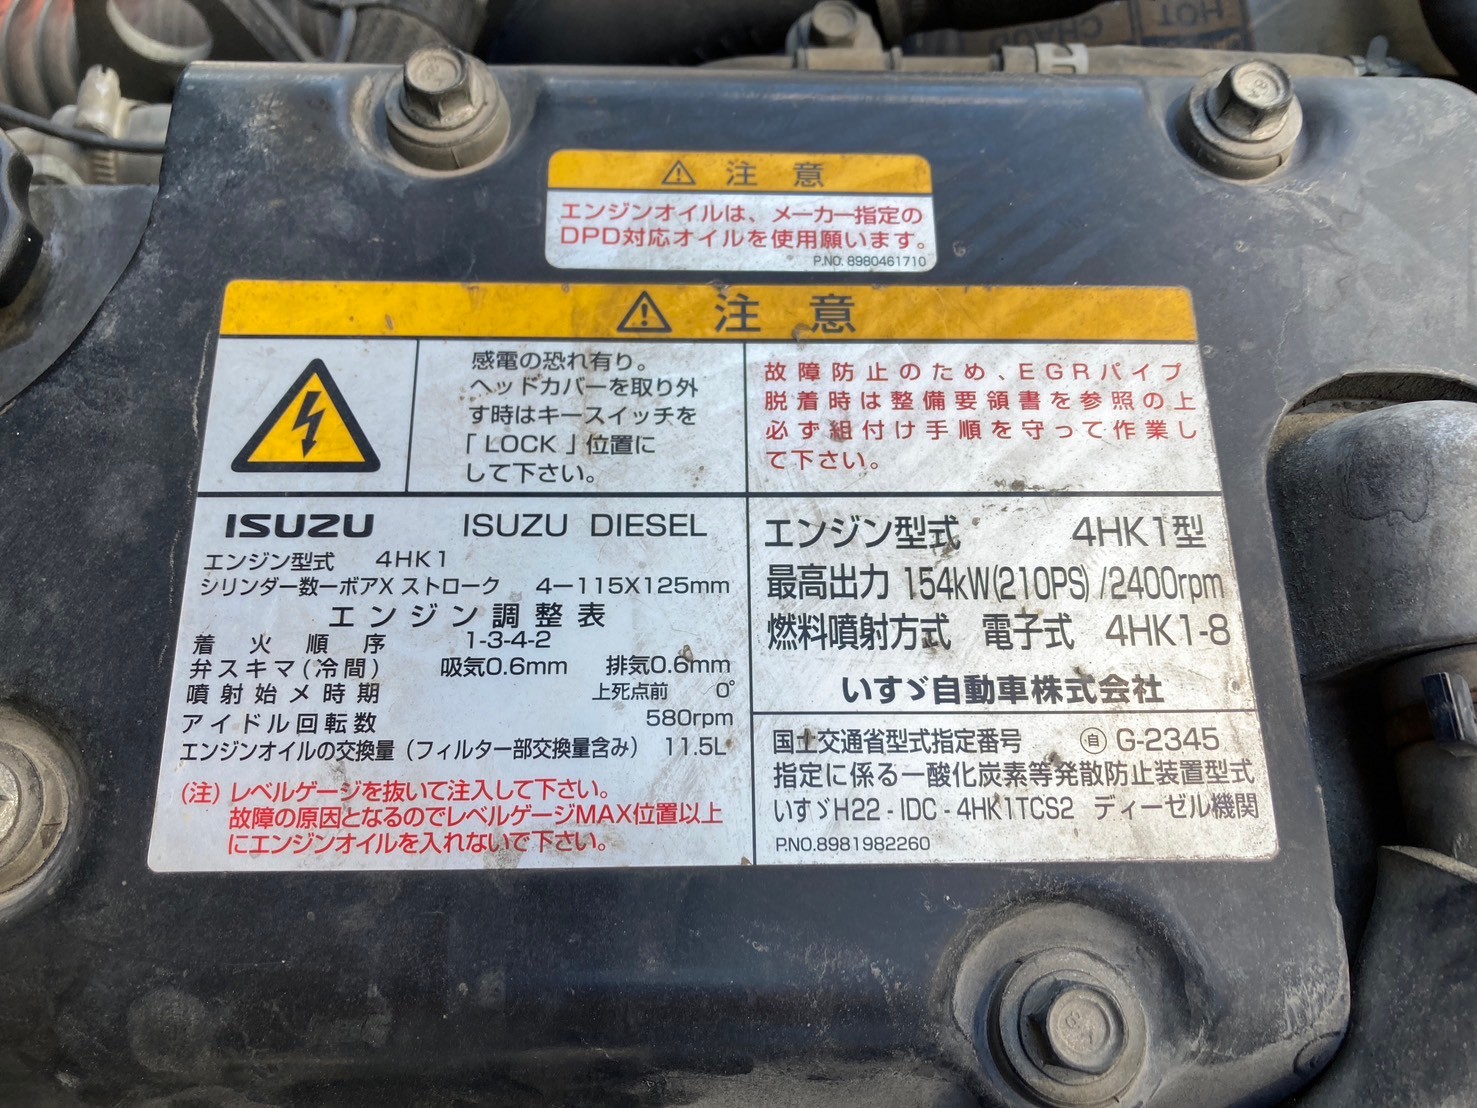 HOT
⚠ 注 意
エンジンオイルは、メーカー指定の
DPD対応オイルを使用願います。
P.NO. 8980461710
⚠ 注 意
感電の恐れ有り。
ヘッドカバーを取り外
す時はキースイッチを
「LOCK」位置に
して下さい。
故障防止のため、EGRパイプ
脱着時は整備要領書を参照の上
必ず組付け手順を守って作業し
て下さい。
ISUZU ISUZU DIESEL
エンジン型式 4HK1
シリンダー数ーボアX ストローク 4ー115X125mm
エンジン調整表
着火順序 1-3-4-2
弁スキマ(冷間) 吸気0.6mm 排気0.6mm
噴射始メ時期 上死点前 0°
アイドル回転数 580rpm
エンジンオイルの交換量(フィルター部交換量含み) 11.5L
(注) レベルゲージを抜いて注入して下さい。
故障の原因となるのでレベルゲージMAX位置以上
にエンジンオイルを入れないで下さい。
エンジン型式 4HK1型
最高出力 154kW(210PS)/2400rpm
燃料噴射方式 電子式 4HK1-8
いすゞ自動車株式会社
国土交通省型式指定番号 ㊐ G-2345
指定に係る一酸化炭素等発散防止装置型式
いすゞH22-IDC-4HK1TCS2 ディーゼル機関
P.NO.8981982260